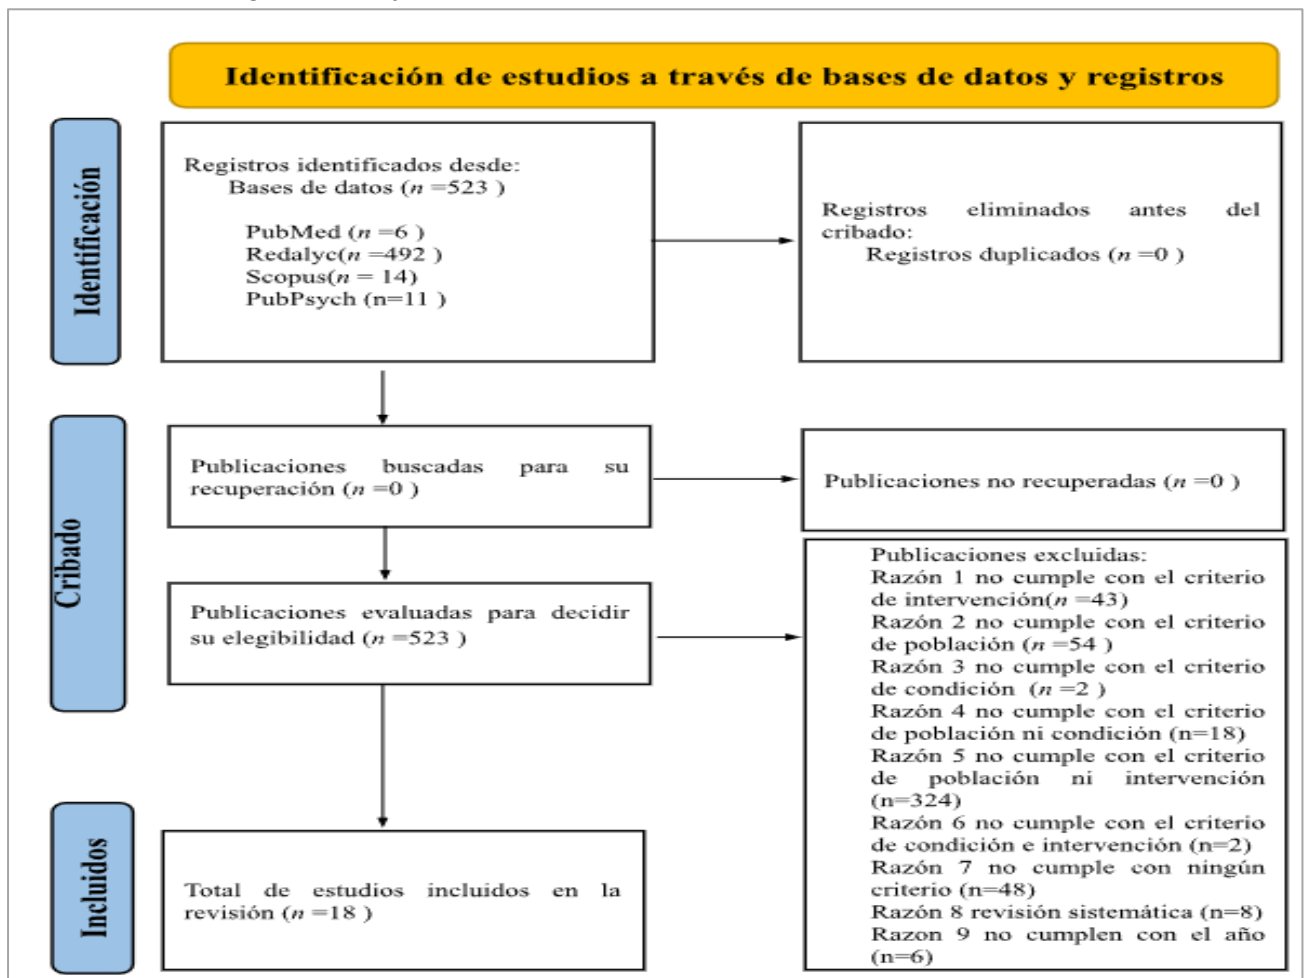 Identificación de estudios a través de bases de datos y registros
Identificación
Registros identificados desde:
Bases de datos (n =523 )
PubMed (n =6 )
Redalyc(n =492 )
Scopus(n = 14)
PubPsych (n=11 )
Registros eliminados antes del
cribado:
Registros duplicados (n =0 )
Cribado
Publicaciones buscadas para su
recuperación (n =0 )
Publicaciones no recuperadas (n =0 )
Publicaciones evaluadas para decidir
su elegibilidad (n =523 )
Publicaciones excluidas:
Razón 1 no cumple con el criterio
de intervención(n =43)
Razón 2 no cumple con el criterio
de población (n =54 )
Razón 3 no cumple con el criterio
de condición (n =2 )
Razón 4 no cumple con el criterio
de población ni condición (n=18)
Razón 5 no cumple con el criterio
de población ni intervención
(n=324)
Razón 6 no cumple con el criterio
de condición e intervención (n=2)
Razón 7 no cumple con ningún
criterio (n=48)
Razón 8 revisión sistemática (n=8)
Razon 9 no cumplen con el año
(n=6)
Incluidos
Total de estudios incluidos en la
revisión (n =18 )